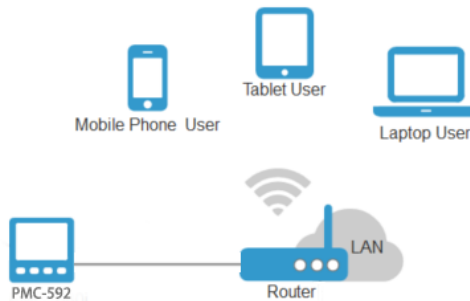 Tablet User
Mobile Phone User
Laptop User
LAN
PMC-592
Router